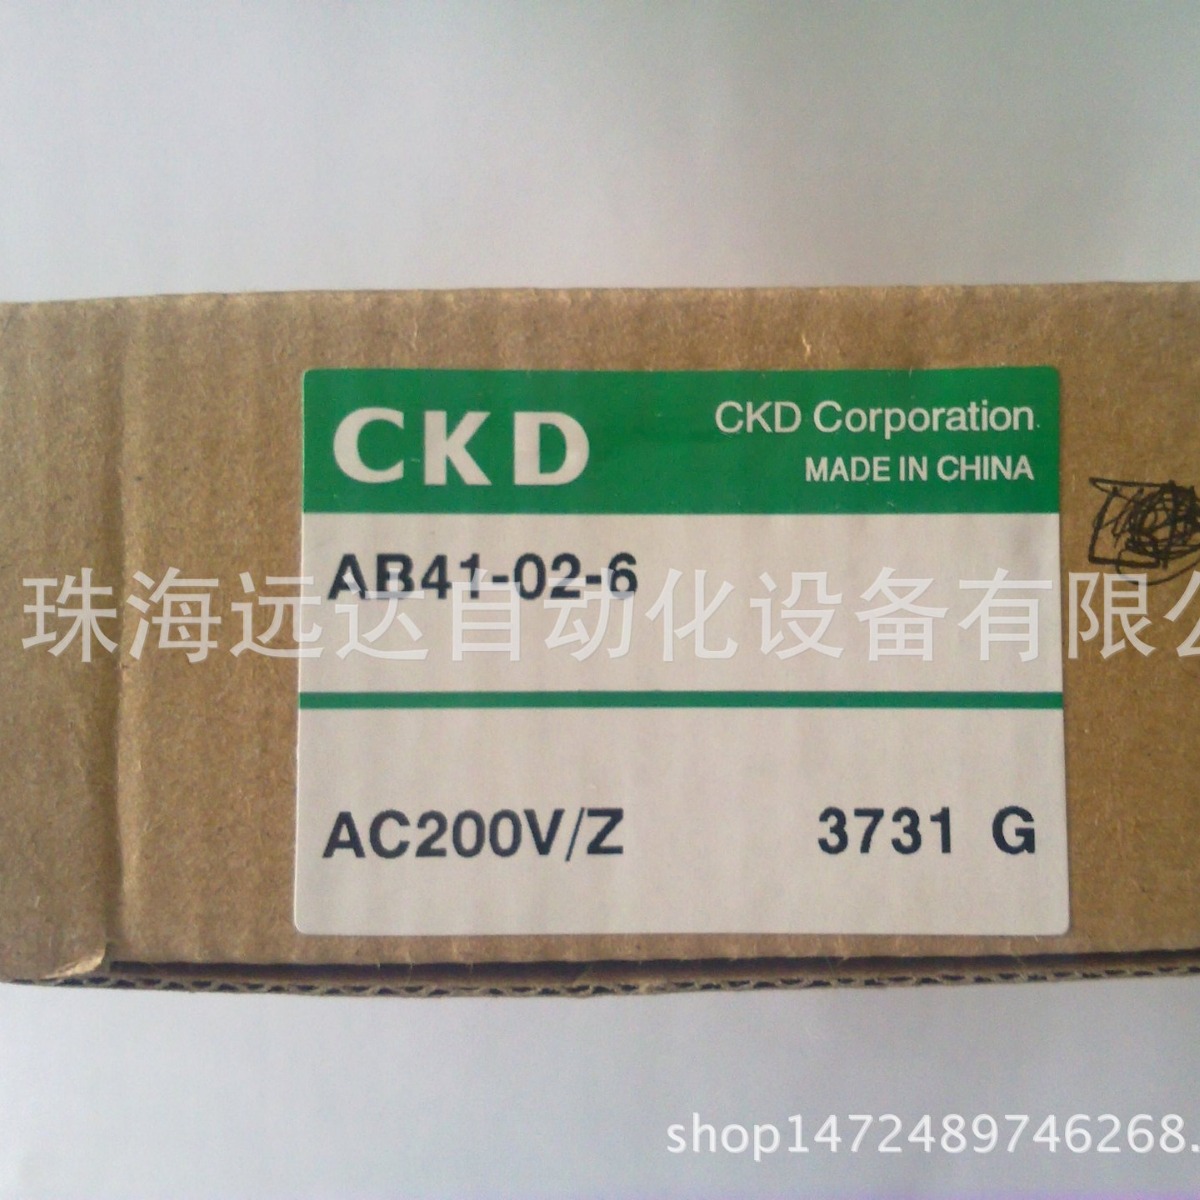 CKD
CKD Corporation
MADE IN CHINA
AB41-02-6
珠海远达自动化设备有限公
AC200V/Z
3731 G
shop1472489746268.